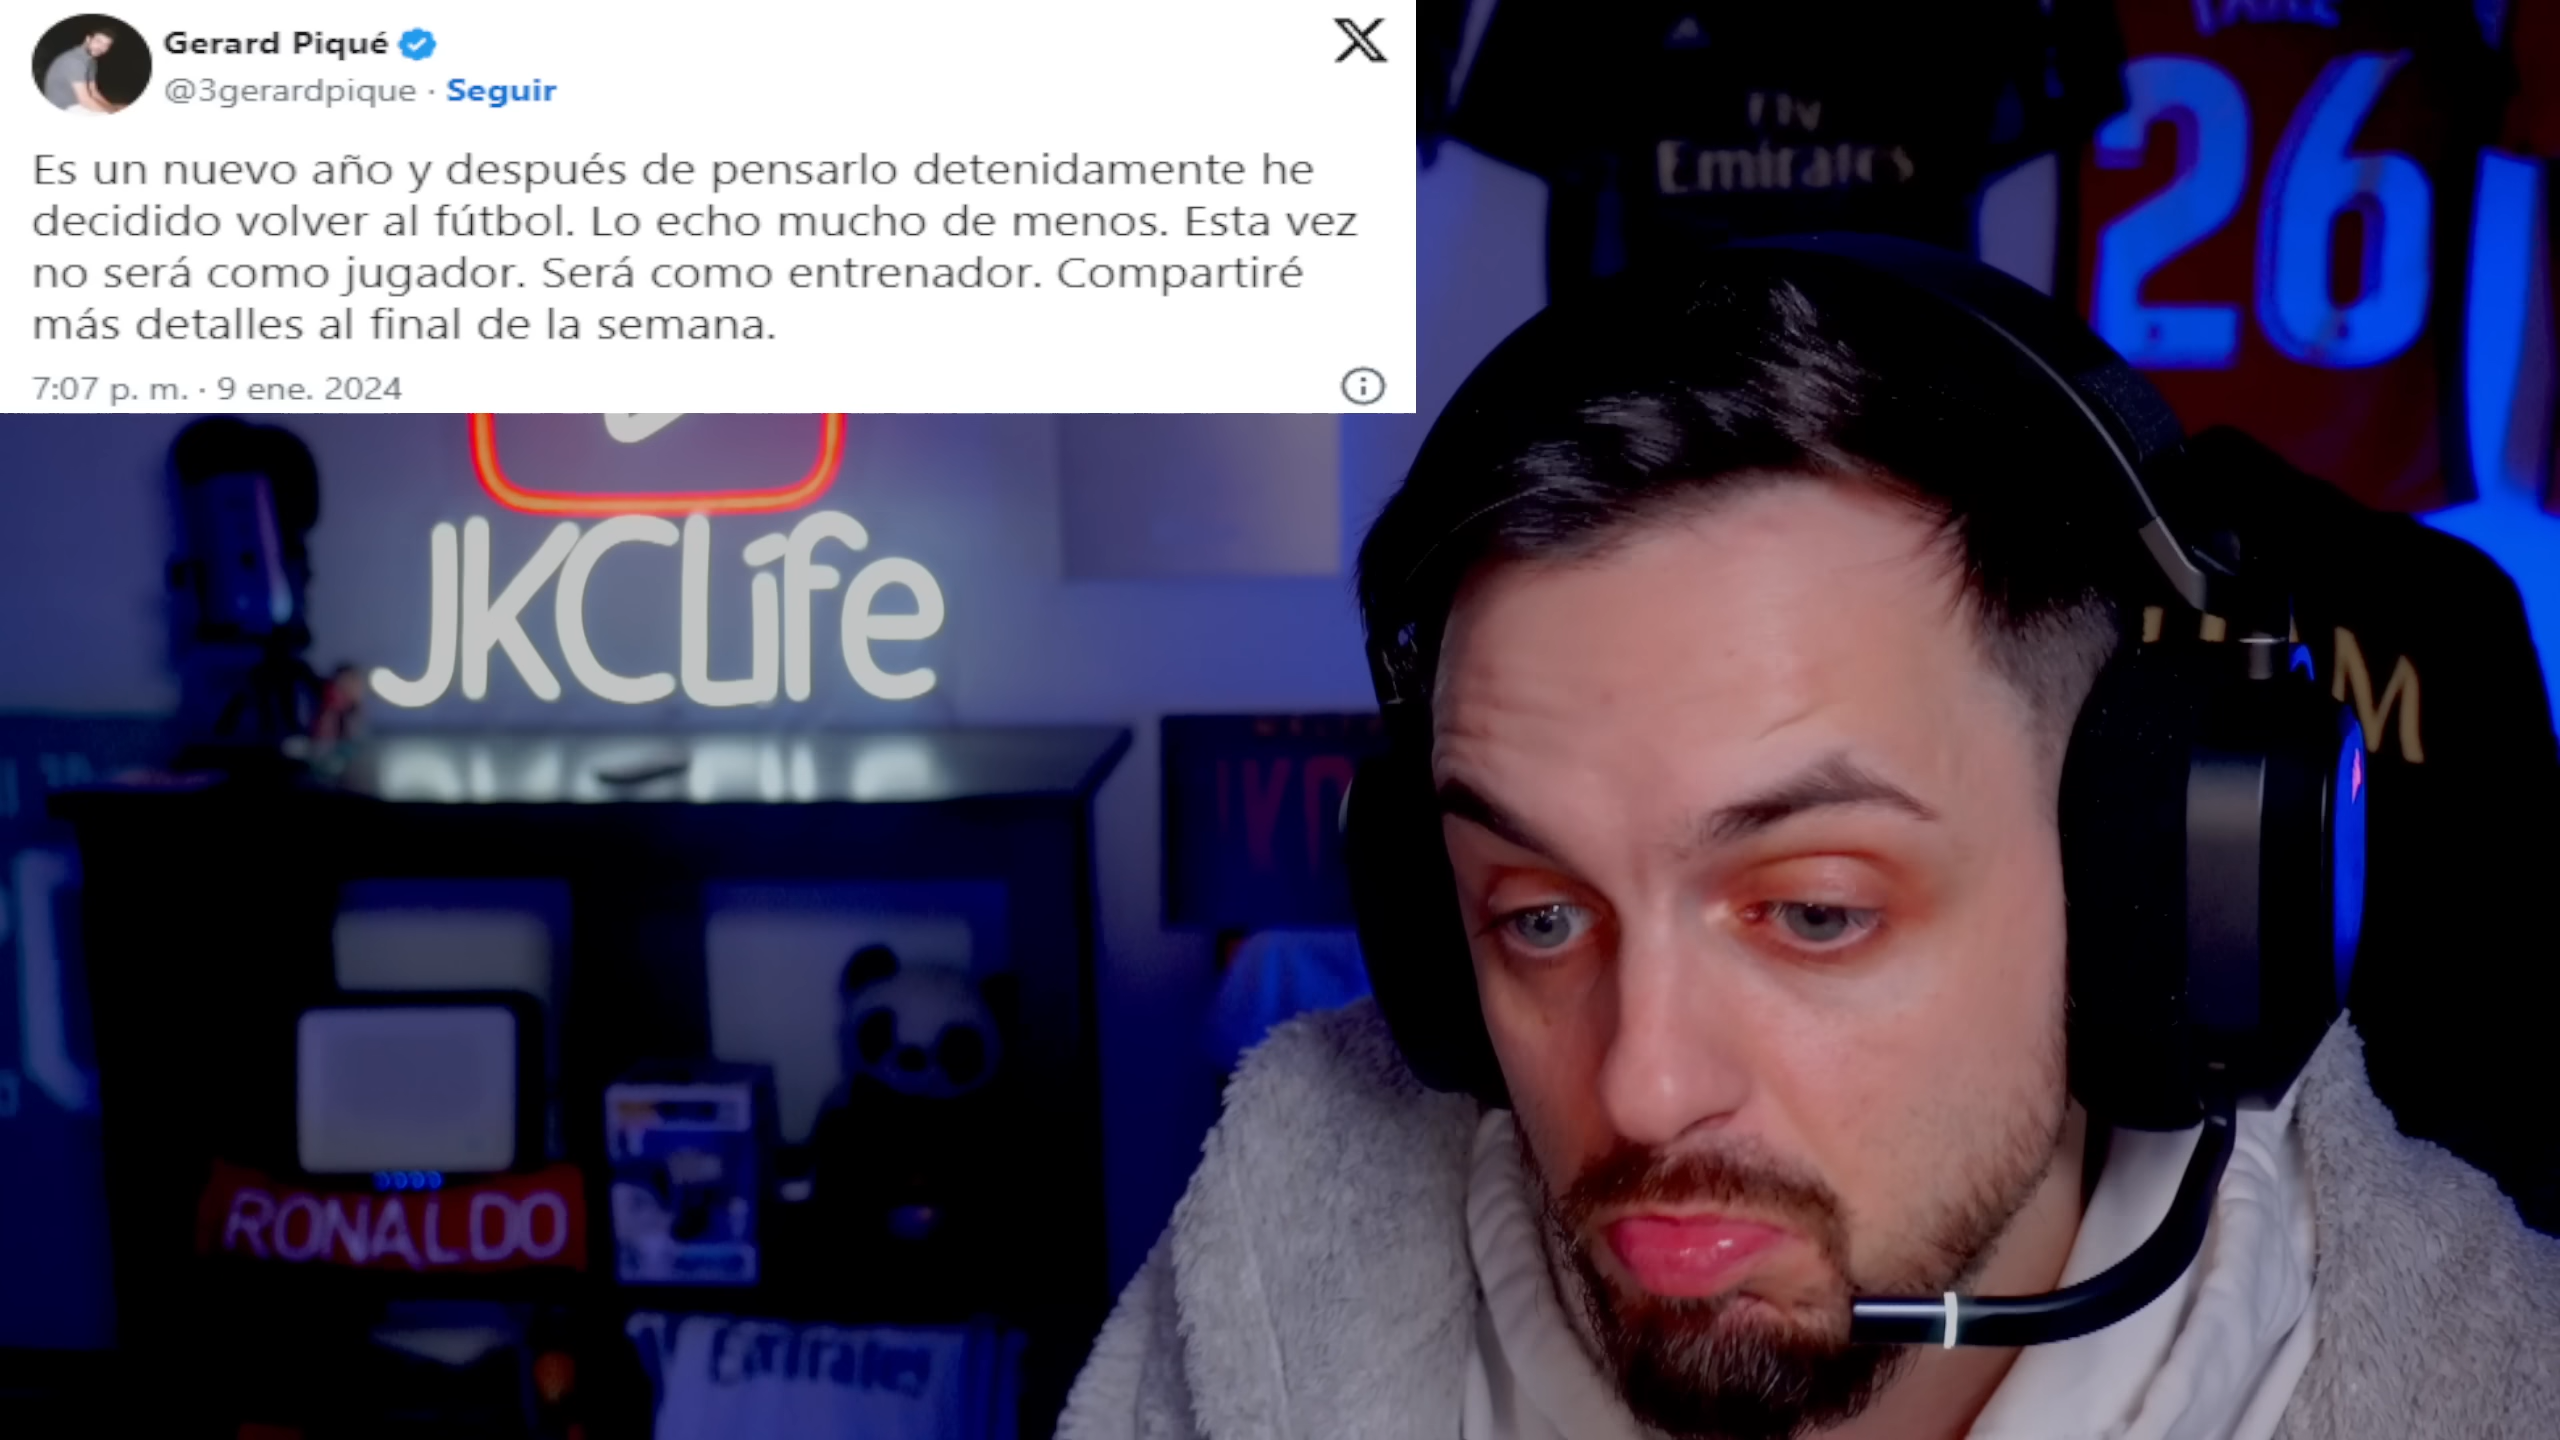 Gerard Piqué
@3gerardpique · Seguir
Es un nuevo año y después de pensarlo detenidamente he
decidido volver al fútbol. Lo echo mucho de menos. Esta vez
no será como jugador. Será como entrenador. Compartiré
más detalles al final de la semana.
7:07 p. m. · 9 ene. 2024
Fly
Emirates
26
JKCLife
M
RONALDO
Emirates